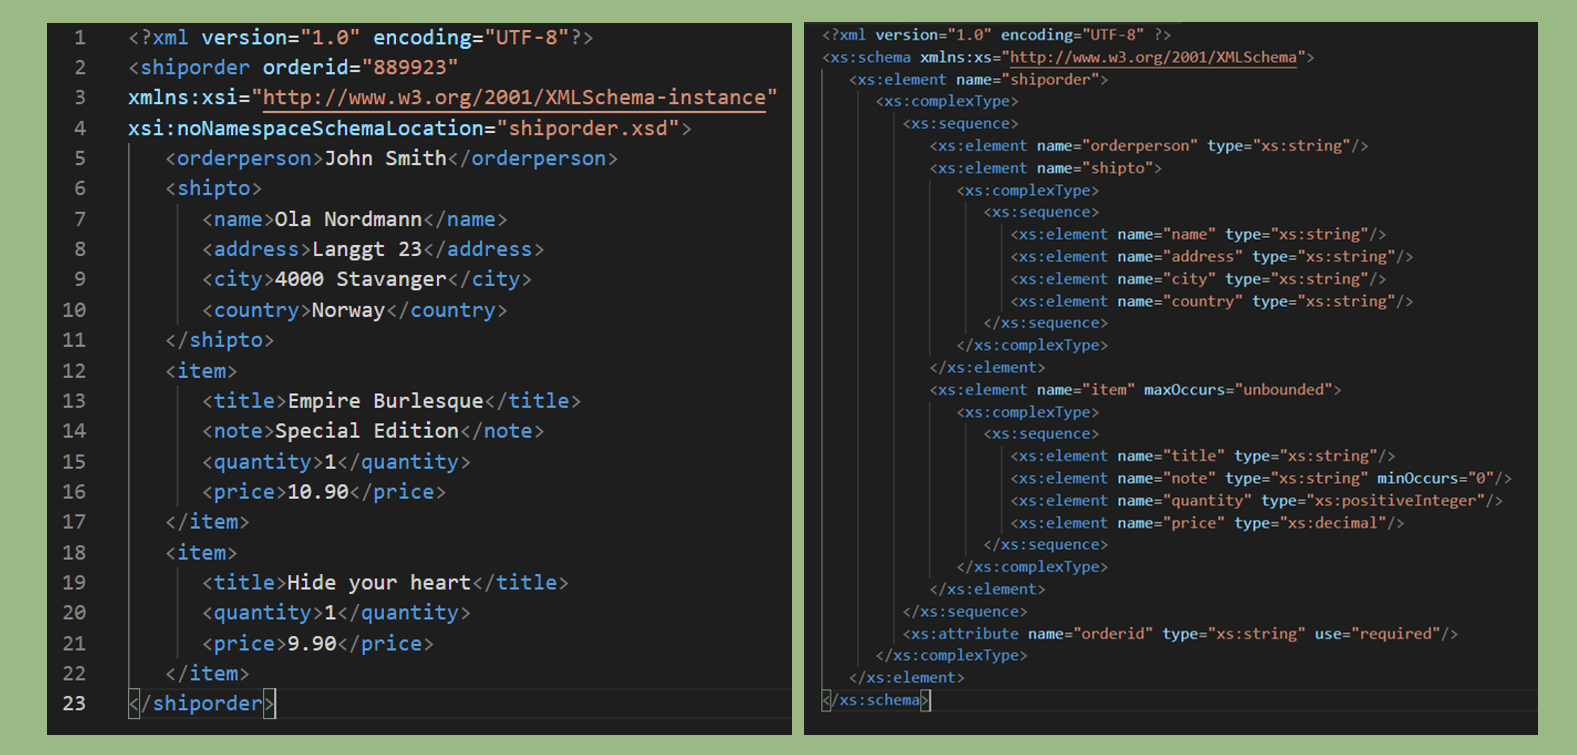 1 <?xml version="1.0" encoding="UTF-8"?>
2 <shiporder orderid="889923"
3 xmlns:xsi="http://www.w3.org/2001/XMLSchema-instance"
4 xsi:noNamespaceSchemaLocation="shiporder.xsd">
5 <orderperson>John Smith</orderperson>
6 <shipto>
7 <name>Ola Nordmann</name>
8 <address>Langgt 23</address>
9 <city>4000 Stavanger</city>
10 <country>Norway</country>
11 </shipto>
12 <item>
13 <title>Empire Burlesque</title>
14 <note>Special Edition</note>
15 <quantity>1</quantity>
16 <price>10.90</price>
17 </item>
18 <item>
19 <title>Hide your heart</title>
20 <quantity>1</quantity>
21 <price>9.90</price>
22 </item>
23 </shiporder>
<?xml version="1.0" encoding="UTF-8" ?>
<xs:schema xmlns:xs="http://www.w3.org/2001/XMLSchema">
<xs:element name="shiporder">
<xs:complexType>
<xs:sequence>
<xs:element name="orderperson" type="xs:string"/>
<xs:element name="shipto">
<xs:complexType>
<xs:sequence>
<xs:element name="name" type="xs:string"/>
<xs:element name="address" type="xs:string"/>
<xs:element name="city" type="xs:string"/>
<xs:element name="country" type="xs:string"/>
</xs:sequence>
</xs:complexType>
</xs:element>
<xs:element name="item" maxOccurs="unbounded">
<xs:complexType>
<xs:sequence>
<xs:element name="title" type="xs:string"/>
<xs:element name="note" type="xs:string" minOccurs="0"/>
<xs:element name="quantity" type="xs:positiveInteger"/>
<xs:element name="price" type="xs:decimal"/>
</xs:sequence>
</xs:complexType>
</xs:element>
</xs:sequence>
<xs:attribute name="orderid" type="xs:string" use="required"/>
</xs:complexType>
</xs:element>
</xs:schema>